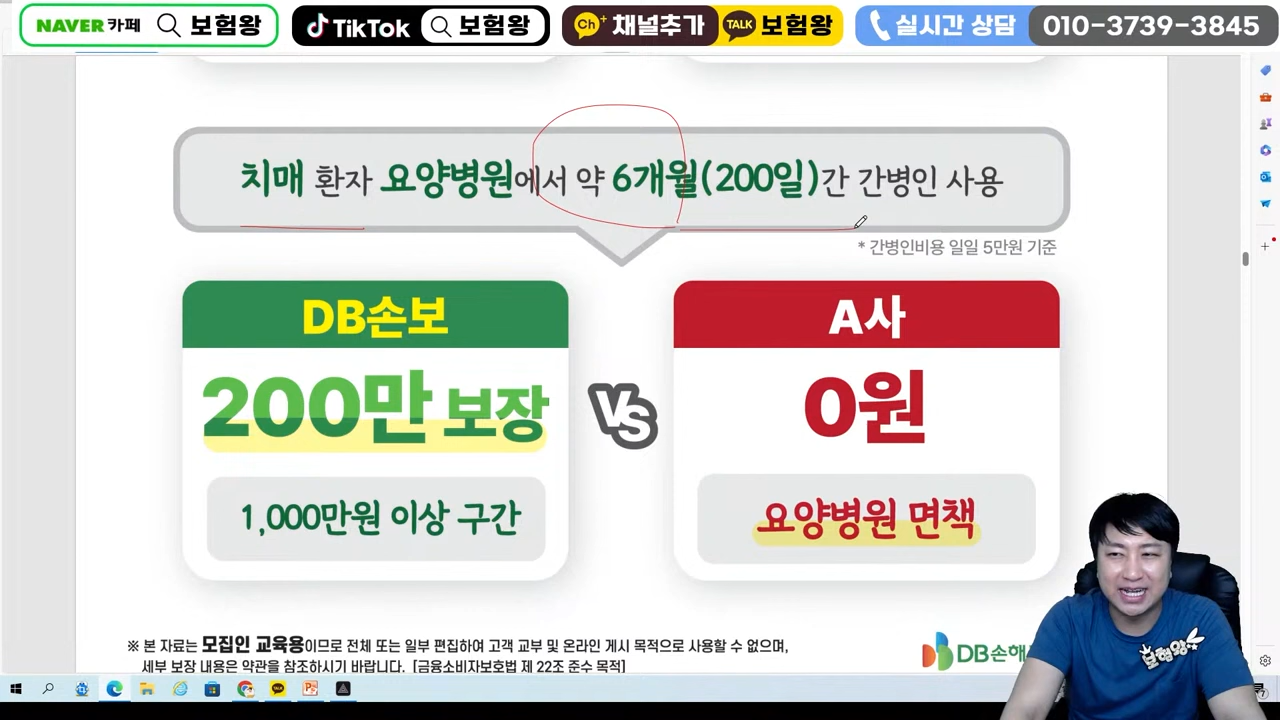 NAVER 카페 보험왕 TikTok 보험왕 Ch+ 채널추가 TALK 보험왕 실시간 상담 010-3739-3845
치매 환자 요양병원에서 약 6개월(200일)간 간병인 사용
* 간병인비용 일일 5만원 기준
DB손보
200만 보장
1,000만원 이상 구간
VS
A사
0원
요양병원 면책
※ 본 자료는 모집인 교육용이므로 전체 또는 일부 편집하여 고객 교부 및 온라인 게시 목적으로 사용할 수 없으며,
세부 보장 내용은 약관을 참조하시기 바랍니다. [금융소비자보호법 제 22조 준수 목적]
DB손해
보험왕